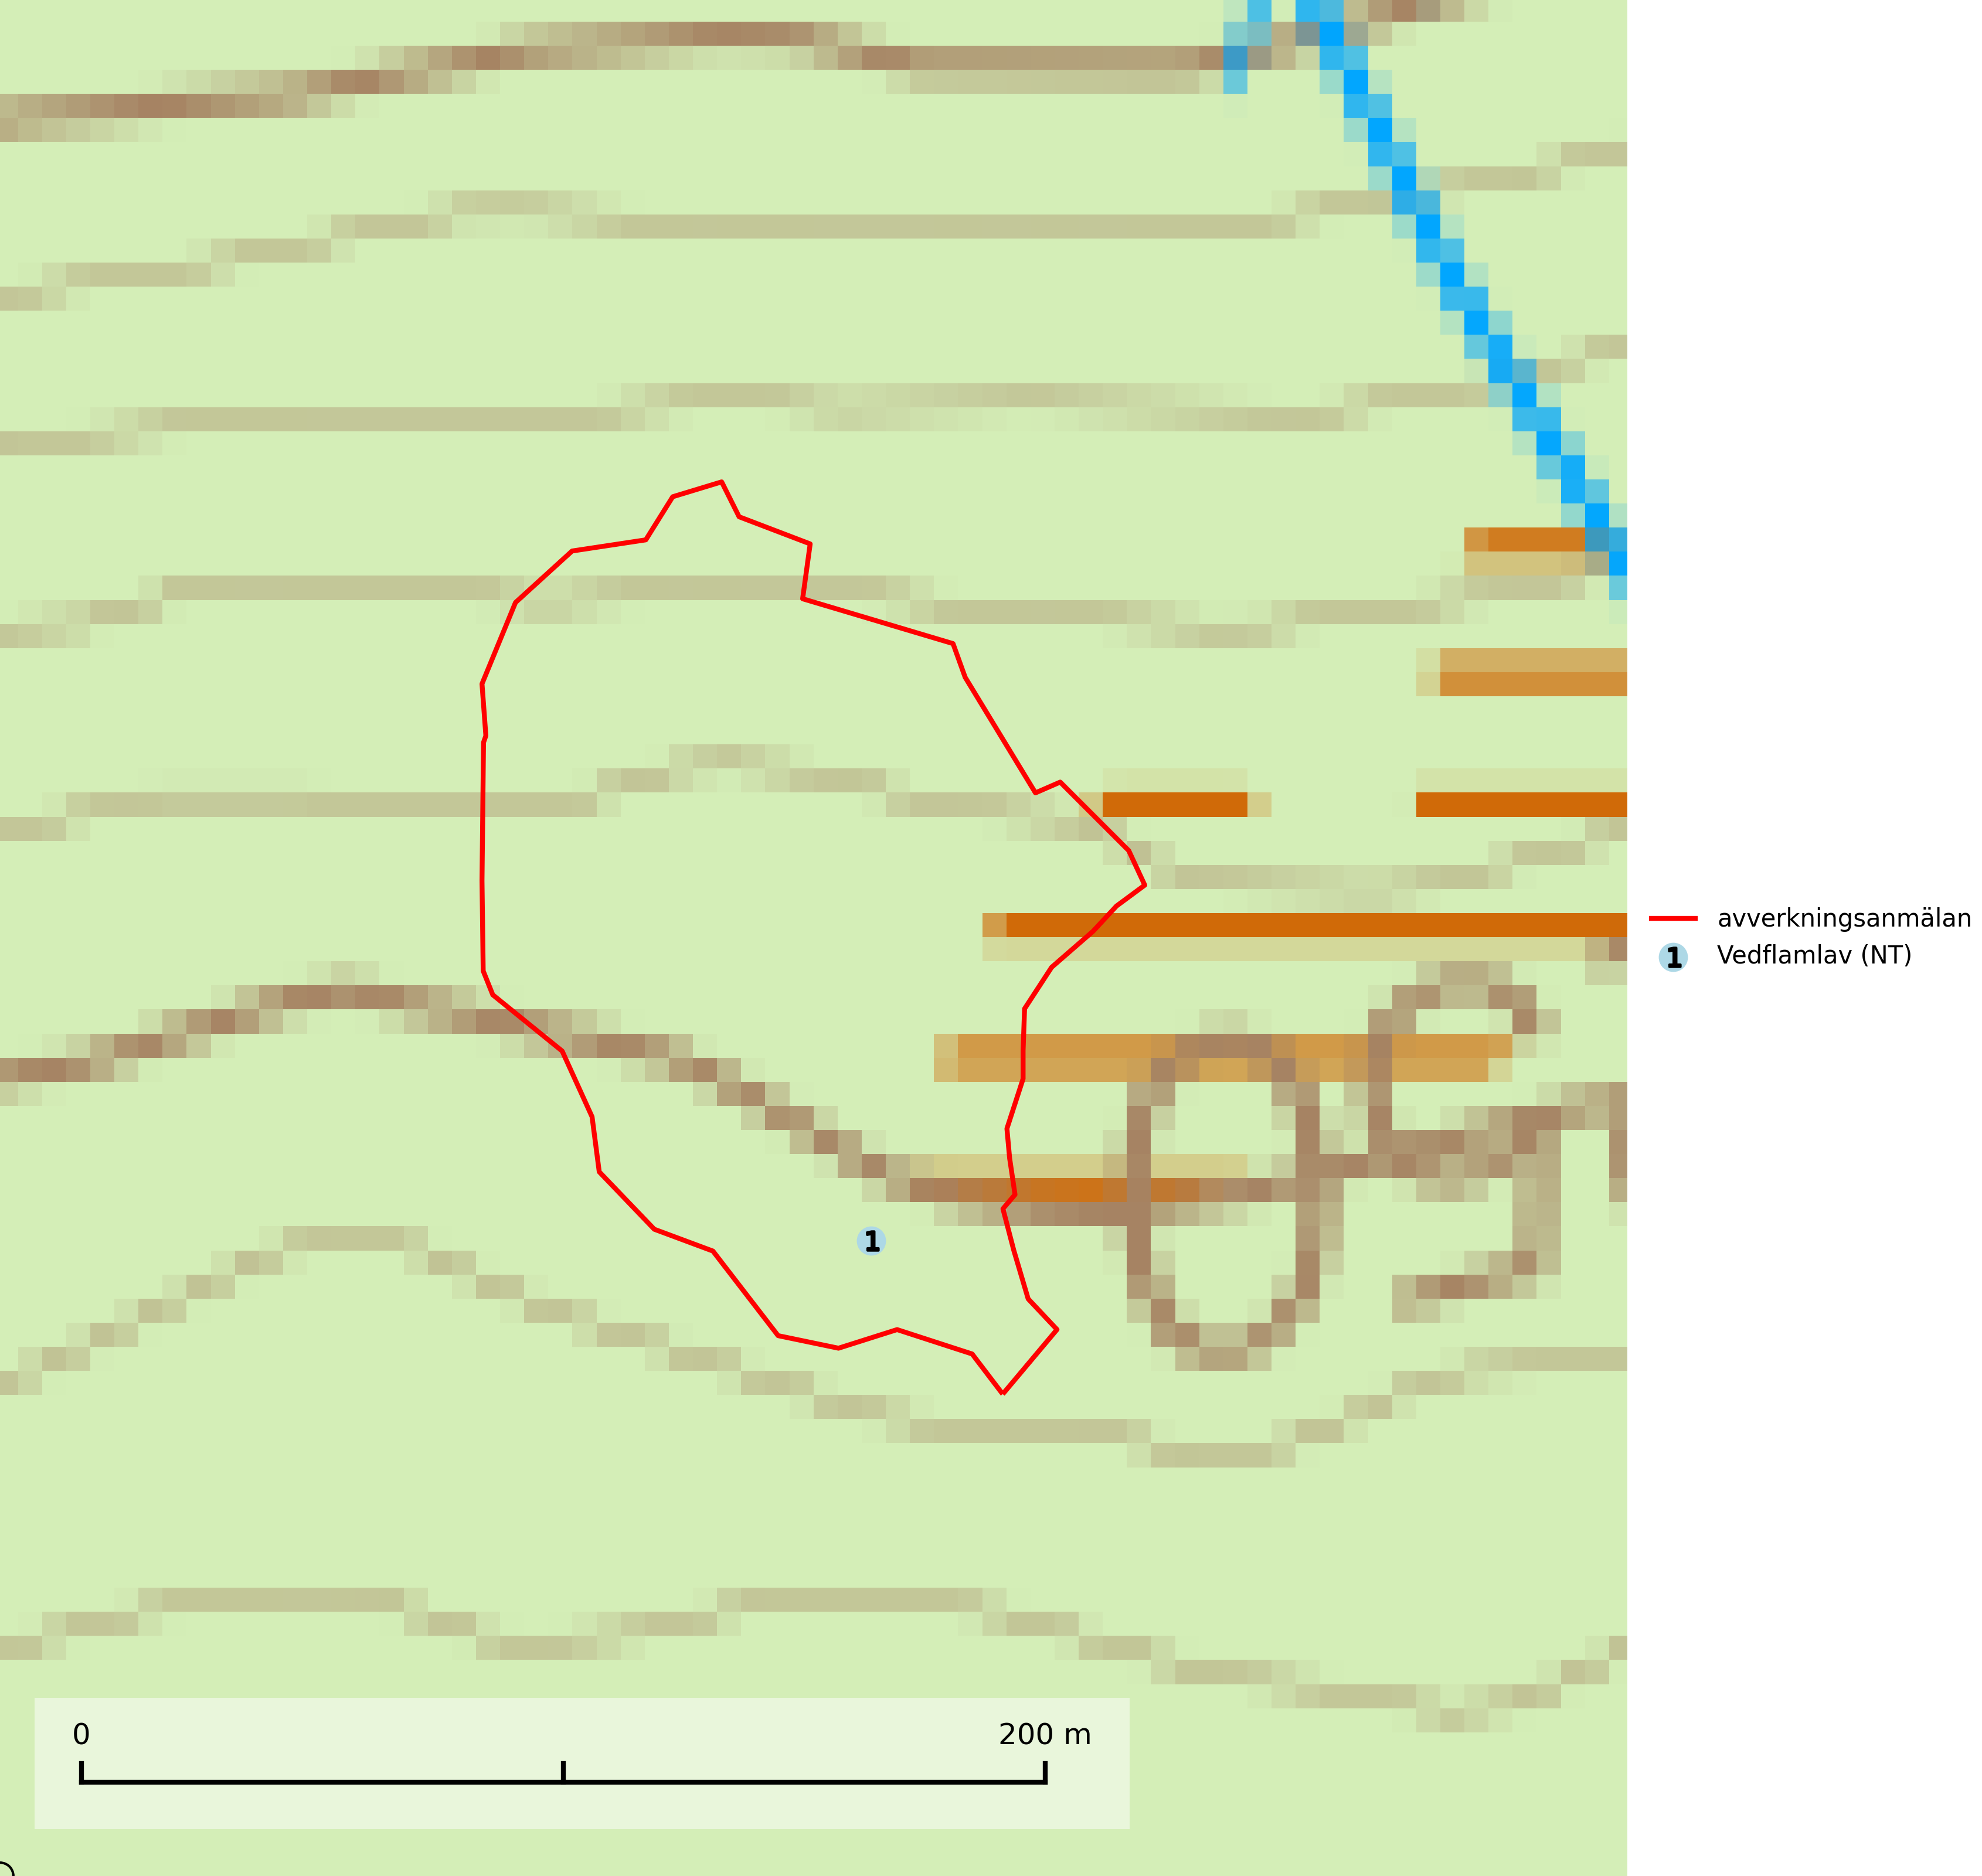 avverkningsanmälan
1 Vedflamlav (NT)
1
0 200 m